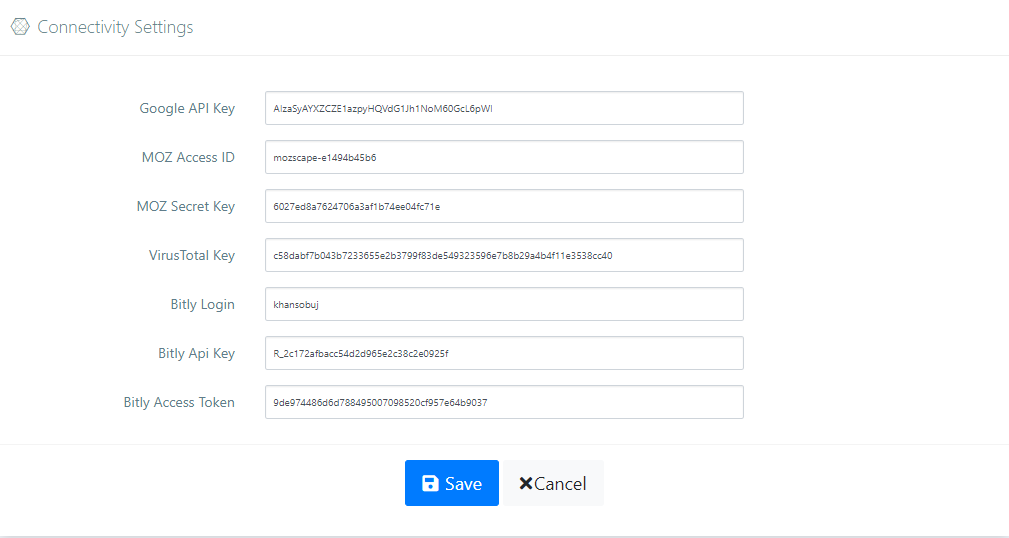 Connectivity Settings
Google API Key
AIzaSyAYXZCZE1azpyHQVdG1Jh1NoM60GcL6pWI
MOZ Access ID
mozscape-e1494b45b6
MOZ Secret Key
6027ed8a7624706a3af1b74ee04fc71e
VirusTotal Key
c58dabf7b043b7233655e2b3799f83de549323596e7b8b29a4b4f11e3538cc40
Bitly Login
khansobuj
Bitly Api Key
R_2c172afbacc54d2d965e2c38c2e0925f
Bitly Access Token
9de974486d6d788495007098520cf957e64b9037
Save
Cancel